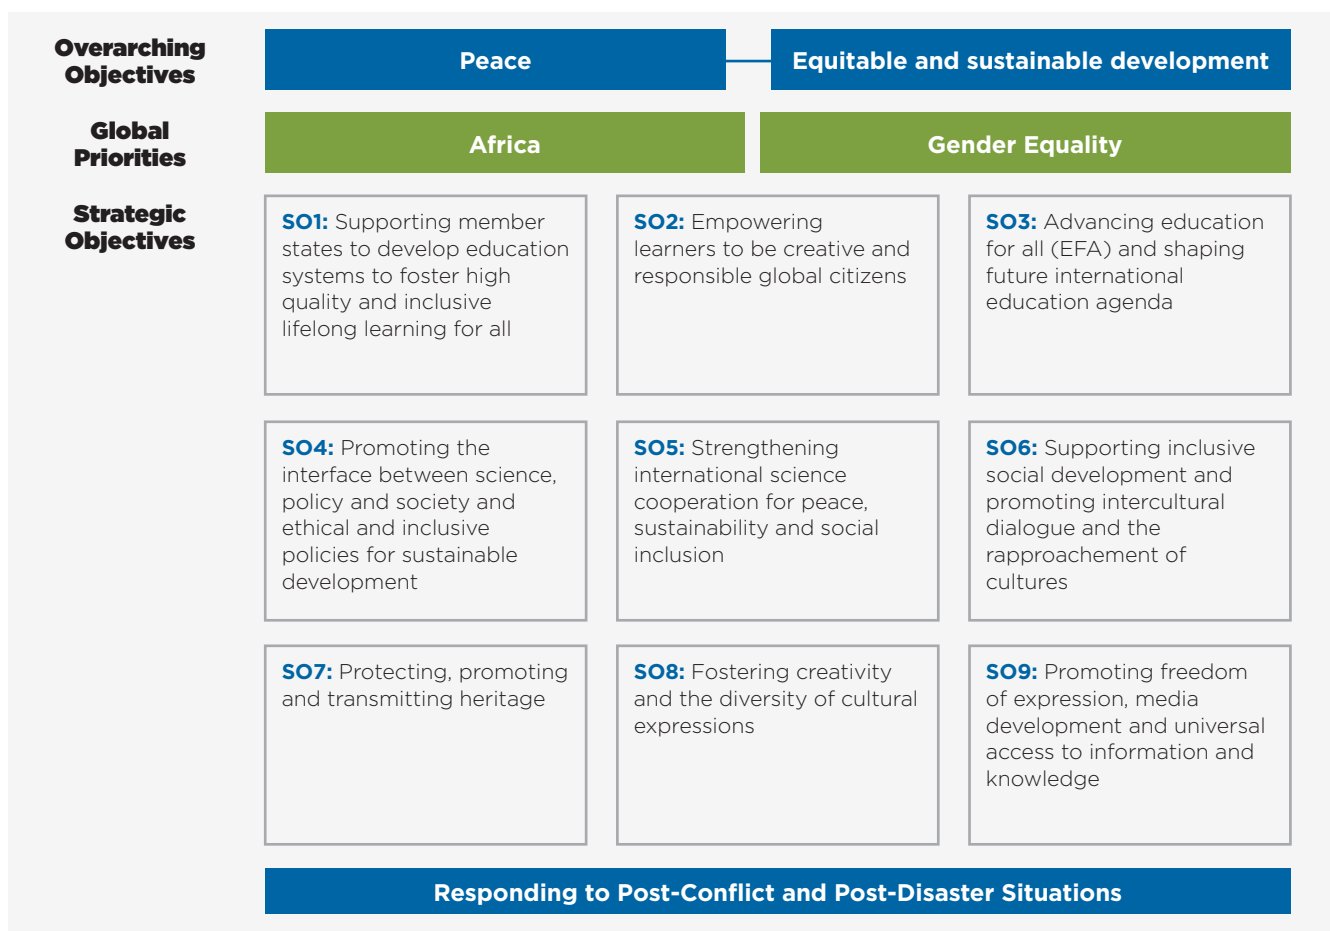 Overarching
Objectives
Peace
Equitable and sustainable development
Global
Priorities
Africa
Gender Equality
Strategic
Objectives
SO1: Supporting member
states to develop education
systems to foster high
quality and inclusive
lifelong learning for all
SO2: Empowering
learners to be creative and
responsible global citizens
SO3: Advancing education
for all (EFA) and shaping
future international
education agenda
SO4: Promoting the
interface between science,
policy and society and
ethical and inclusive
policies for sustainable
development
SO5: Strengthening
international science
cooperation for peace,
sustainability and social
inclusion
SO6: Supporting inclusive
social development and
promoting intercultural
dialogue and the
rapproachement of
cultures
SO7: Protecting, promoting
and transmitting heritage
SO8: Fostering creativity
and the diversity of cultural
expressions
SO9: Promoting freedom
of expression, media
development and universal
access to information and
knowledge
Responding to Post-Conflict and Post-Disaster Situations